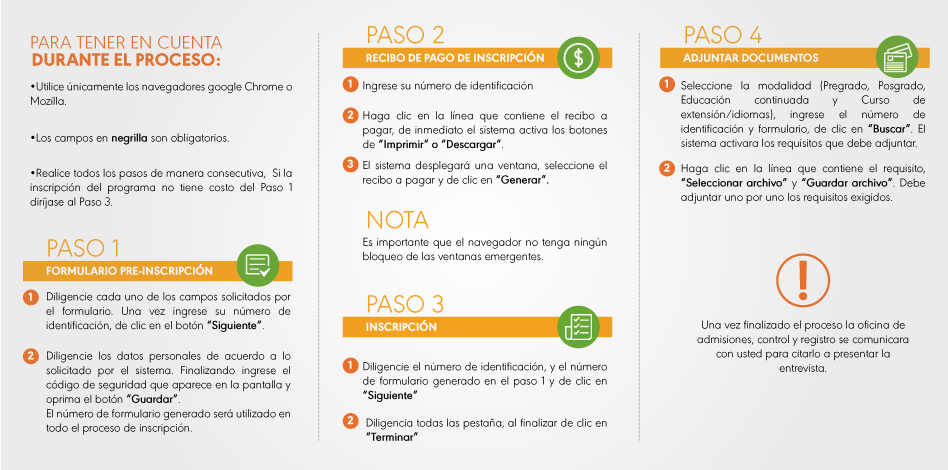 PARA TENER EN CUENTA
DURANTE EL PROCESO:
•Utilice únicamente los navegadores google Chrome o
Mozilla.
•Los campos en negrilla son obligatorios.
•Realice todos los pasos de manera consecutiva, Si la
inscripción del programa no tiene costo del Paso 1
diríjase al Paso 3.
PASO 1
FORMULARIO PRE-INSCRIPCIÓN
1 Diligencie cada uno de los campos solicitados por
el formulario. Una vez ingrese su número de
identificación, de clic en el botón “Siguiente”.
2 Diligencie los datos personales de acuerdo a lo
solicitado por el sistema. Finalizando ingrese el
código de seguridad que aparece en la pantalla y
oprima el botón “Guardar”.
El número de formulario generado será utilizado en
todo el proceso de inscripción.
PASO 2
RECIBO DE PAGO DE INSCRIPCIÓN
$
1 Ingrese su número de identificación
2 Haga clic en la línea que contiene el recibo a
pagar, de inmediato el sistema activa los botones
de “Imprimir” o “Descargar”.
3 El sistema desplegará una ventana, seleccione el
recibo a pagar y de clic en “Generar”.
NOTA
Es importante que el navegador no tenga ningún
bloqueo de las ventanas emergentes.
PASO 3
INSCRIPCIÓN
1 Diligencie el número de identificación, y el número
de formulario generado en el paso 1 y de clic en
“Siguiente”
2 Diligencia todas las pestaña, al finalizar de clic en
“Terminar”
PASO 4
ADJUNTAR DOCUMENTOS
1 Seleccione la modalidad (Pregrado, Posgrado,
Educación continuada y Curso de
extensión/idiomas), ingrese el número de
identificación y formulario, de clic en “Buscar”. El
sistema activara los requisitos que debe adjuntar.
2 Haga clic en la línea que contiene el requisito,
“Seleccionar archivo” y “Guardar archivo”. Debe
adjuntar uno por uno los requisitos exigidos.
!
Una vez finalizado el proceso la oficina de
admisiones, control y registro se comunicara
con usted para citarlo a presentar la
entrevista.